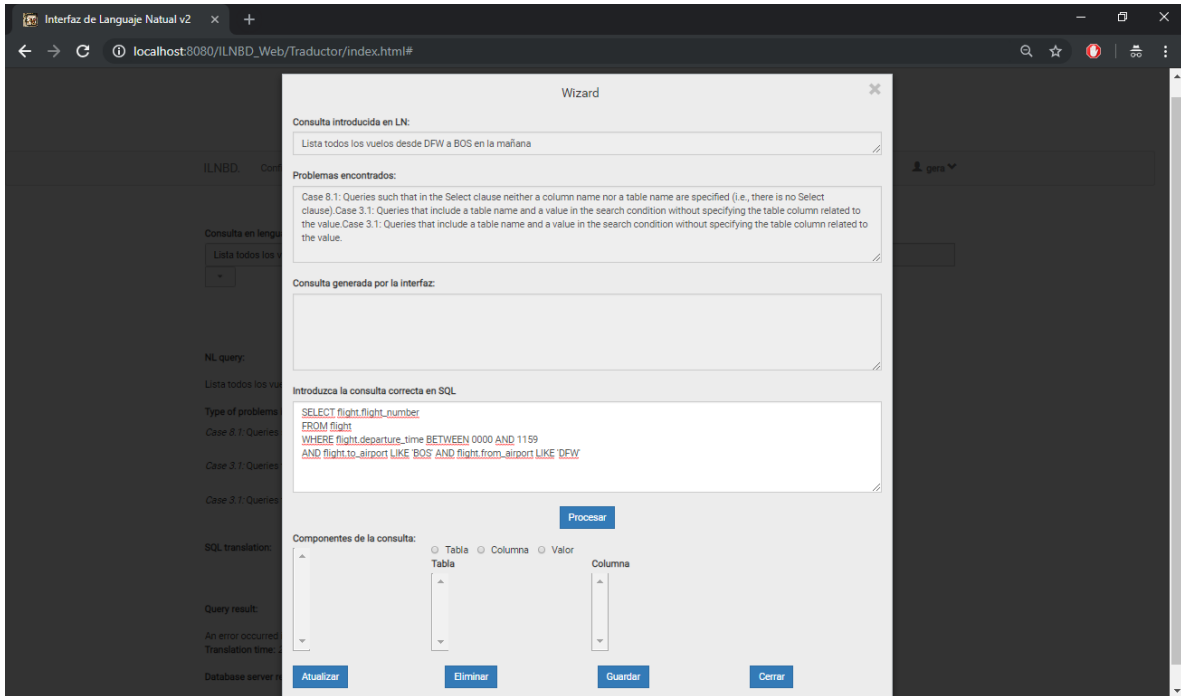 Interfaz de Languaje Natual v2
localhost:8080/ILNBD_Web/Traductor/index.html#
Wizard
Consulta introducida en LN:
Lista todos los vuelos desde DFW a BOS en la mañana
ILNBD.
gera
Problemas encontrados:
Case 8.1: Queries such that in the Select clause neither a column name nor a table name are specified (i.e., there is no Select
clause).Case 3.1: Queries that include a table name and a value in the search condition without specifying the table column related to
the value.Case 3.1: Queries that include a table name and a value in the search condition without specifying the table column related to
the value.
Consulta en lengu
Lista todos los v
Consulta generada por la interfaz:
NL query:
Lista todos los vue
Introduzca la consulta correcta en SQL
SELECT flight.flight_number
FROM flight
WHERE flight.departure_time BETWEEN 0000 AND 1159
AND flight.to_airport LIKE 'BOS' AND flight.from_airport LIKE 'DFW'
Type of problems
Case 8.1: Queries
Case 3.1: Queries
Case 3.1: Queries
Procesar
Componentes de la consulta:
Tabla Columna Valor
Tabla Columna
SQL translation:
Query result:
An error occurred
Translation time:
Database server re
Atualizar Eliminar Guardar Cerrar